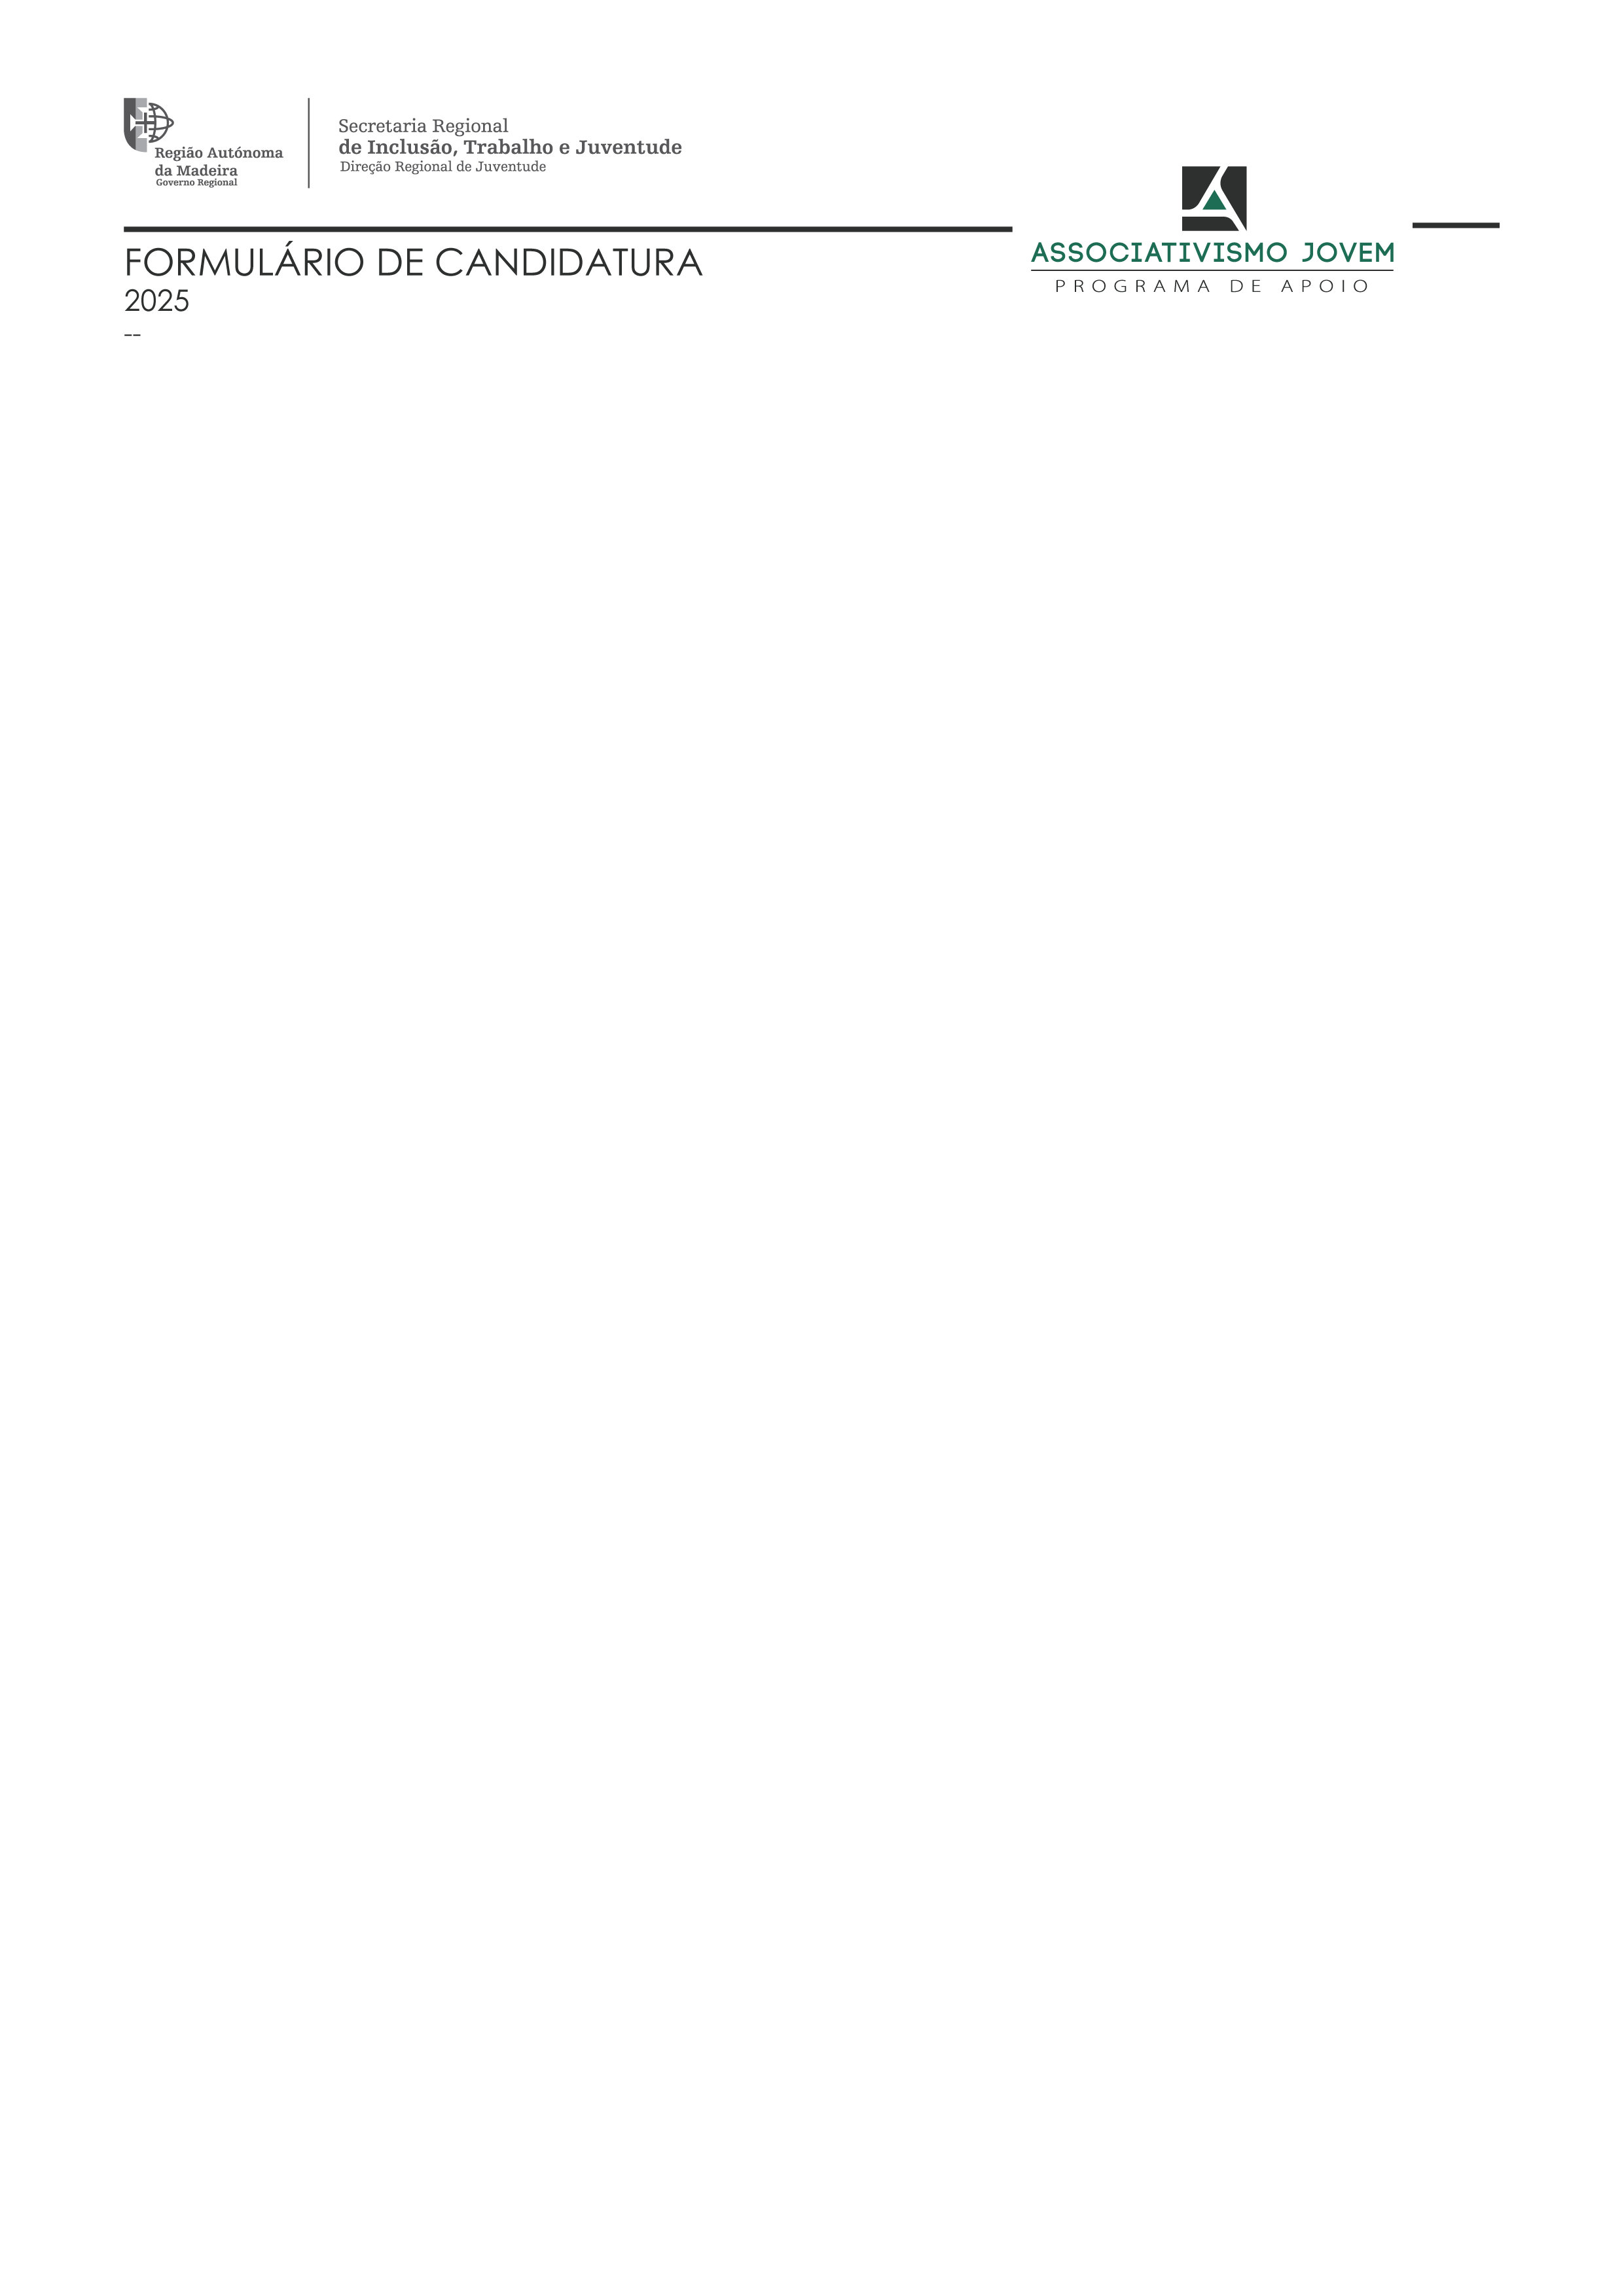 Região Autónoma
da Madeira
Governo Regional
Secretaria Regional
de Inclusão, Trabalho e Juventude
Direção Regional de Juventude
ASSOCIATIVISMO JOVEM
PROGRAMA DE APOIO
FORMULÁRIO DE CANDIDATURA
2025
--